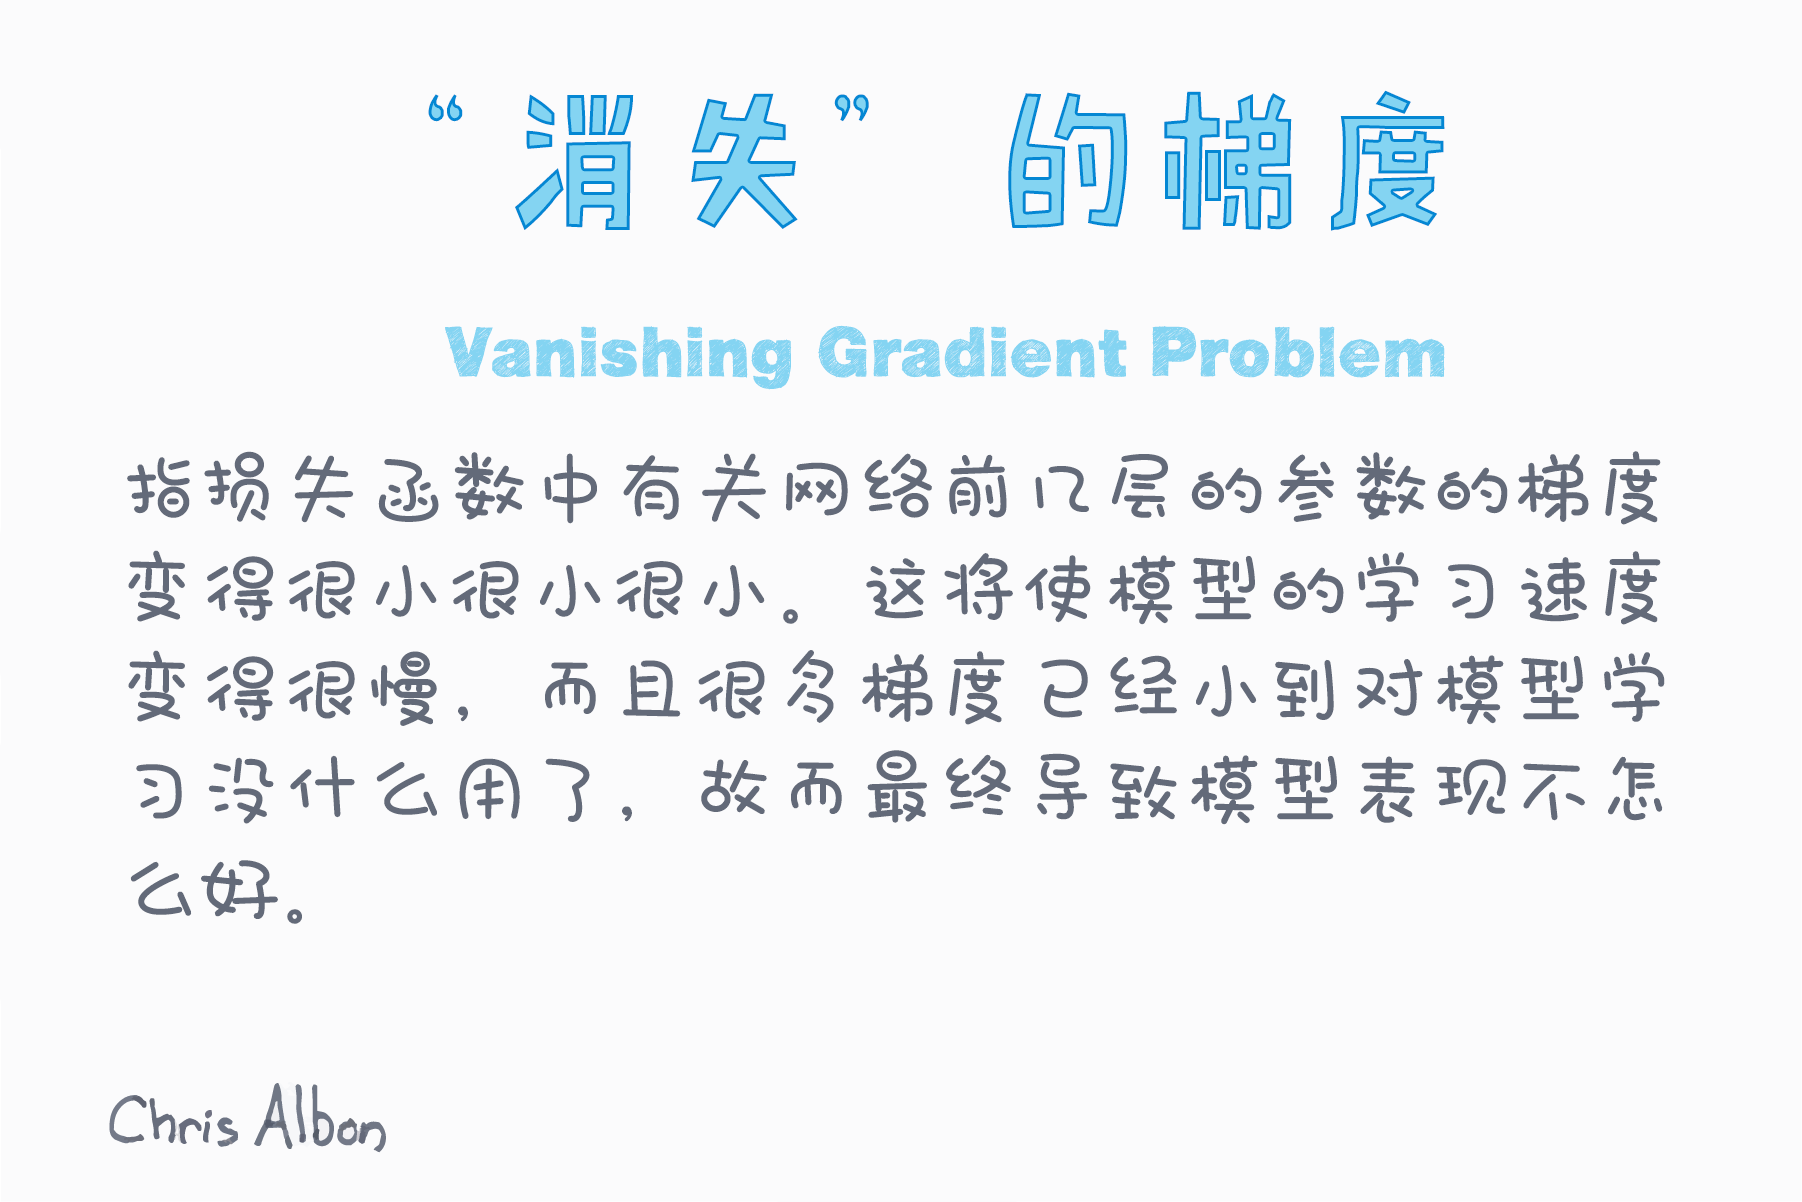 “消失”的梯度
Vanishing Gradient Problem
指损失函数中有关网络前几层的参数的梯度
变得很小很小很小。这将使模型的学习速度
变得很慢，而且很多梯度已经小到对模型学
习没什么用了，故而最终导致模型表现不怎
么好。
Chris Albon